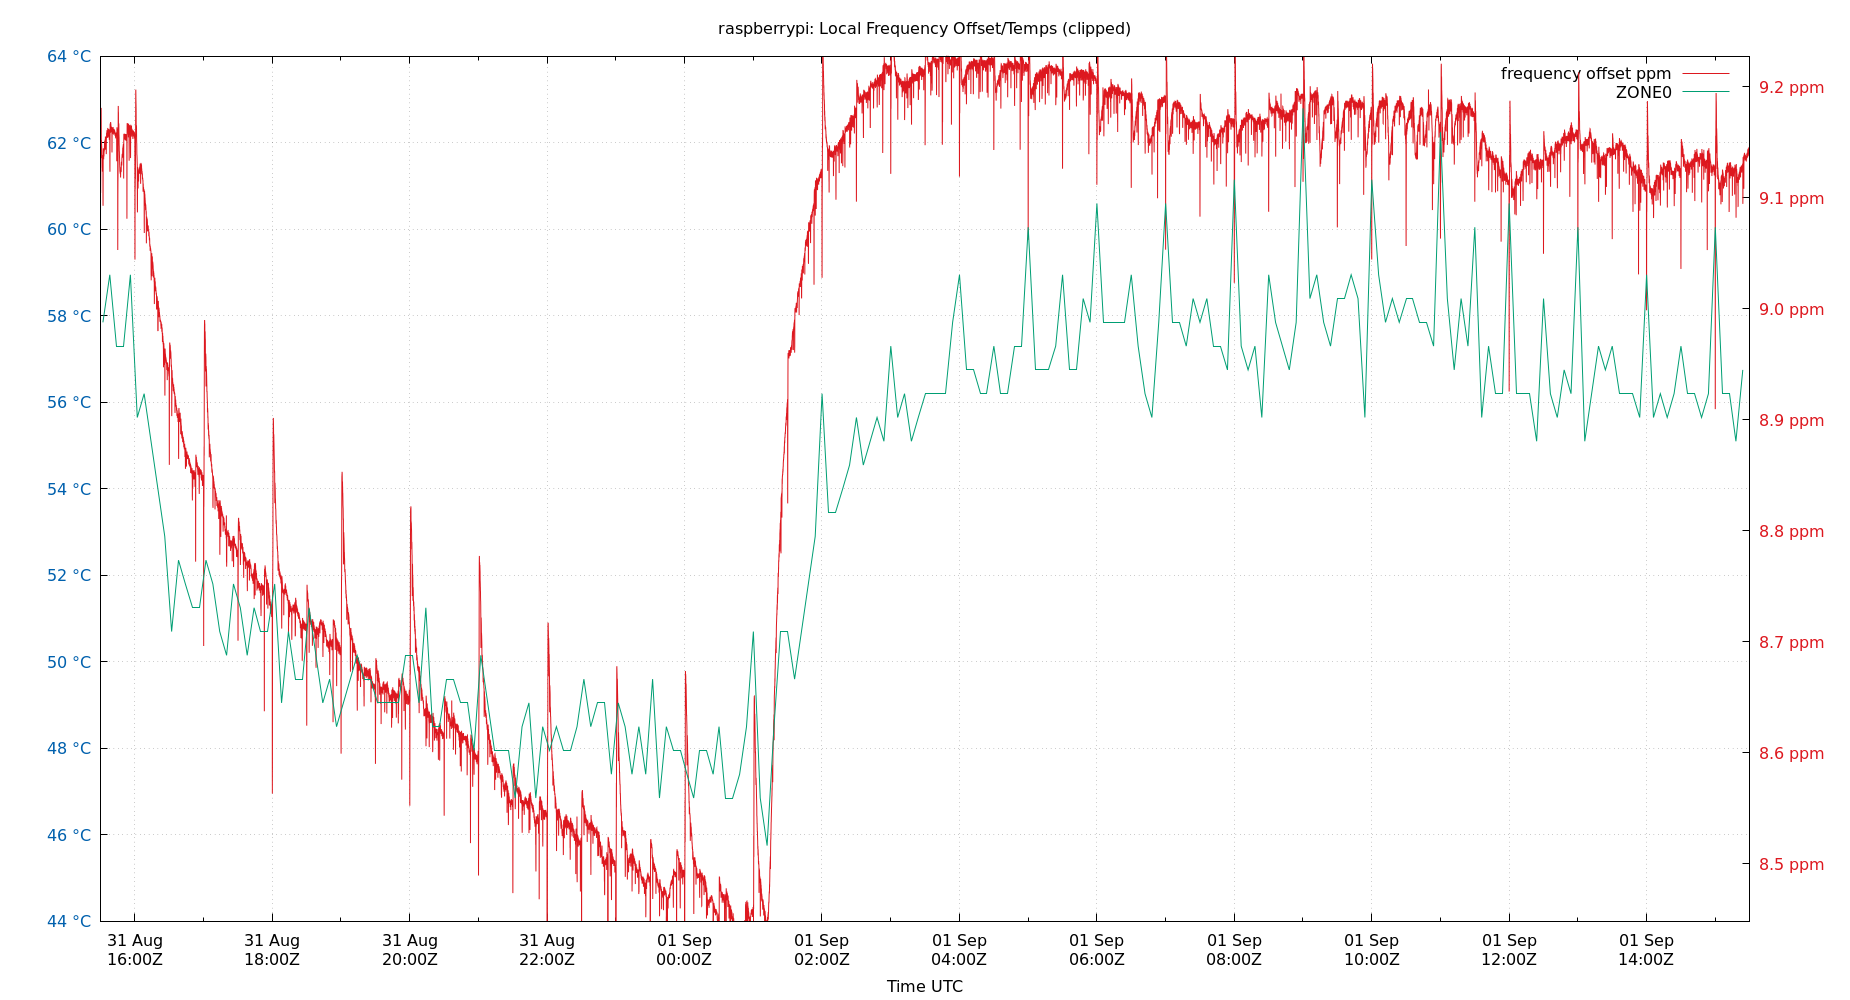 raspberrypi: Local Frequency Offset/Temps (clipped)
64 °C
62 °C
60 °C
58 °C
56 °C
54 °C
52 °C
50 °C
48 °C
46 °C
44 °C
frequency offset ppm
ZONE0
9.2 ppm
9.1 ppm
9.0 ppm
8.9 ppm
8.8 ppm
8.7 ppm
8.6 ppm
8.5 ppm
31 Aug 31 Aug 31 Aug 31 Aug 01 Sep 01 Sep 01 Sep 01 Sep 01 Sep 01 Sep 01 Sep 01 Sep
16:00Z 18:00Z 20:00Z 22:00Z 00:00Z 02:00Z 04:00Z 06:00Z 08:00Z 10:00Z 12:00Z 14:00Z
Time UTC